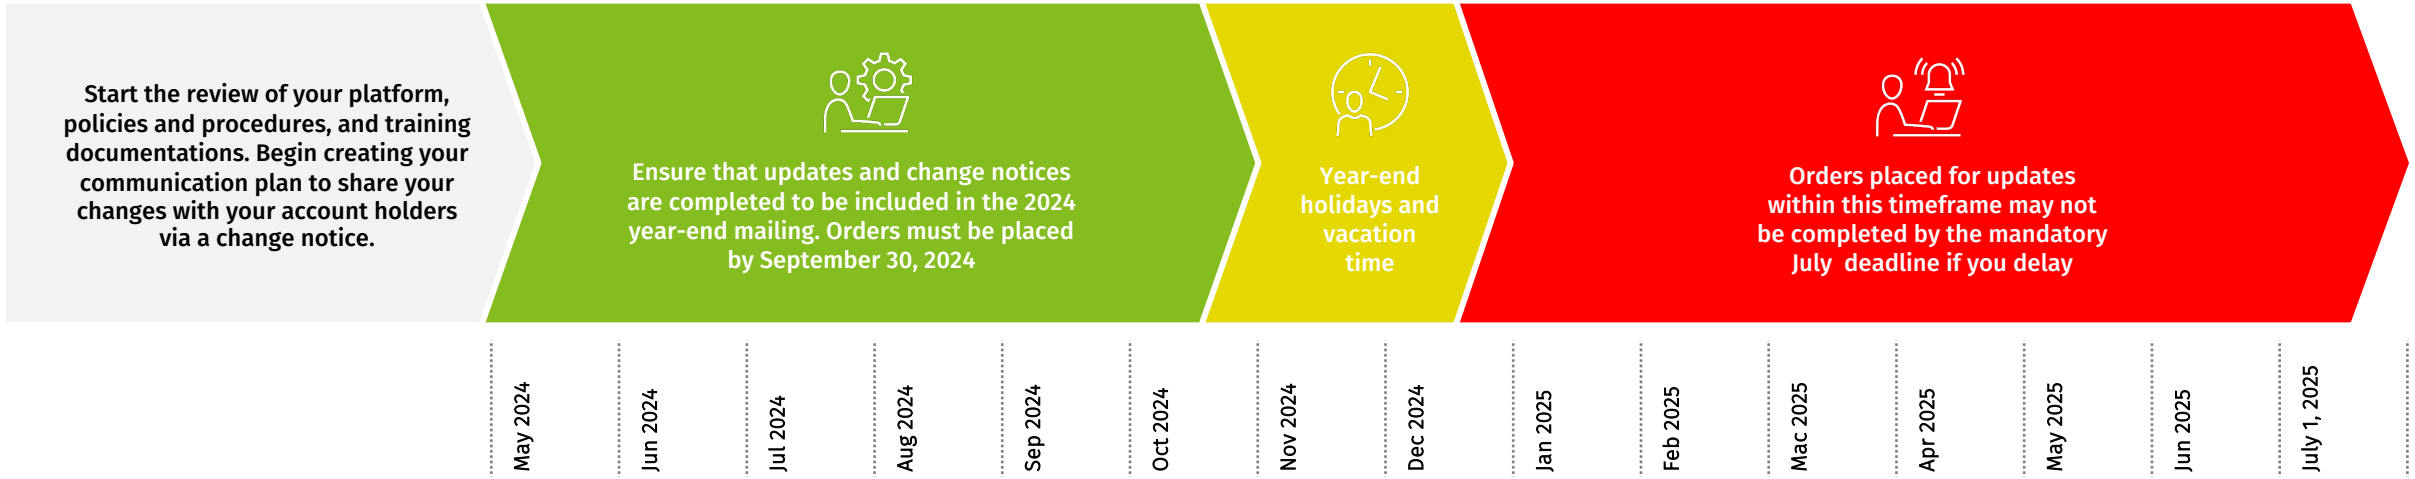 Start the review of your platform,
policies and procedures, and training
documentations. Begin creating your
communication plan to share your
changes with your account holders
via a change notice.
Ensure that updates and change notices
are completed to be included in the 2024
year-end mailing. Orders must be placed
by September 30, 2024
Year-end
holidays and
vacation
time
Orders placed for updates
within this timeframe may not
be completed by the mandatory
July  deadline if you delay
May 2024
Jun 2024
Jul 2024
Aug 2024
Sep 2024
Oct 2024
Nov 2024
Dec 2024
Jan 2025
Feb 2025
Mac 2025
Apr 2025
May 2025
Jun 2025
July 1, 2025